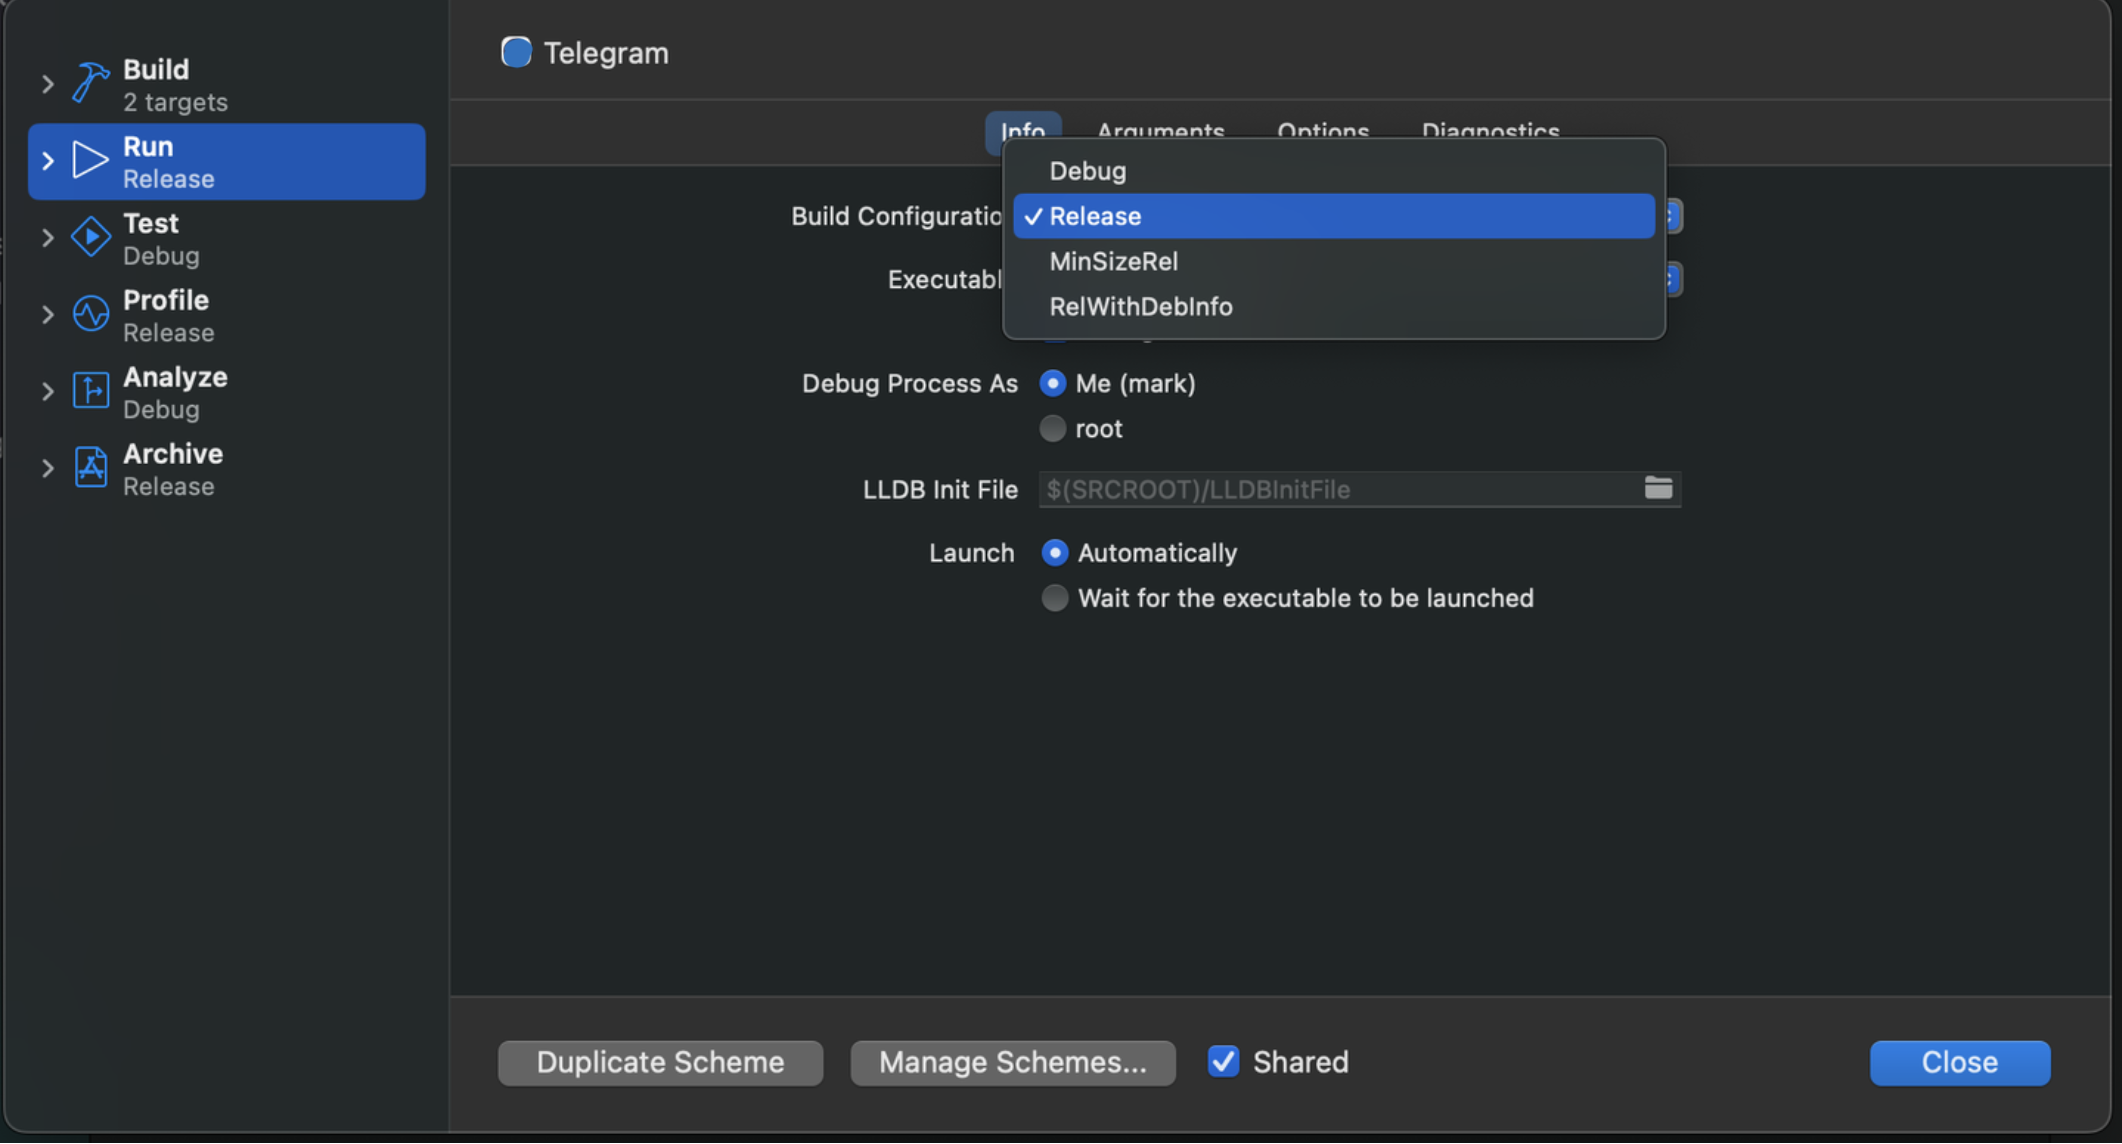 Build
2 targets
Run
Release
Test
Debug
Profile
Release
Analyze
Debug
Archive
Release
Telegram
Info Arguments Options Diagnostics
Debug
Build Configuratio
✓ Release
Executabl
MinSizeRel
RelWithDebInfo
Debug Process As Me (mark)
root
LLDB Init File $(SRCROOT)/LLDBInitFile
Launch Automatically
Wait for the executable to be launched
Duplicate Scheme Manage Schemes... Shared Close